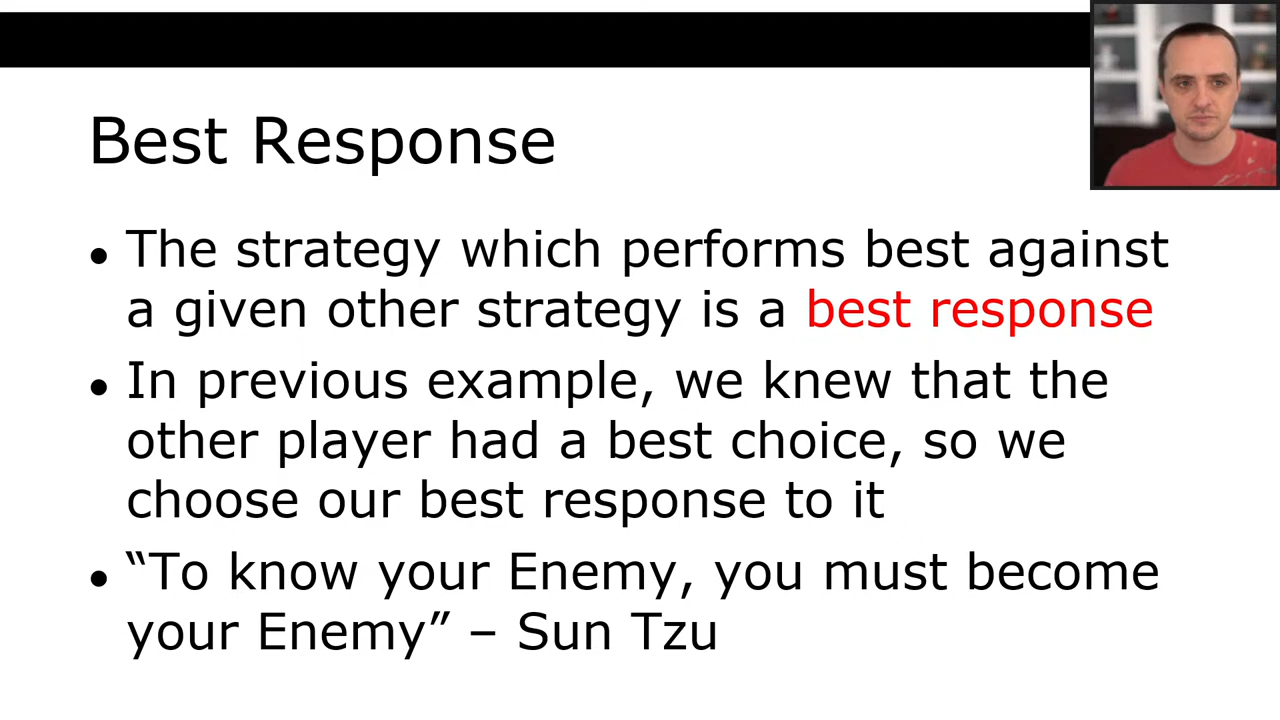 Best Response
• The strategy which performs best against
a given other strategy is a best response
• In previous example, we knew that the
other player had a best choice, so we
choose our best response to it
• “To know your Enemy, you must become
your Enemy” – Sun Tzu